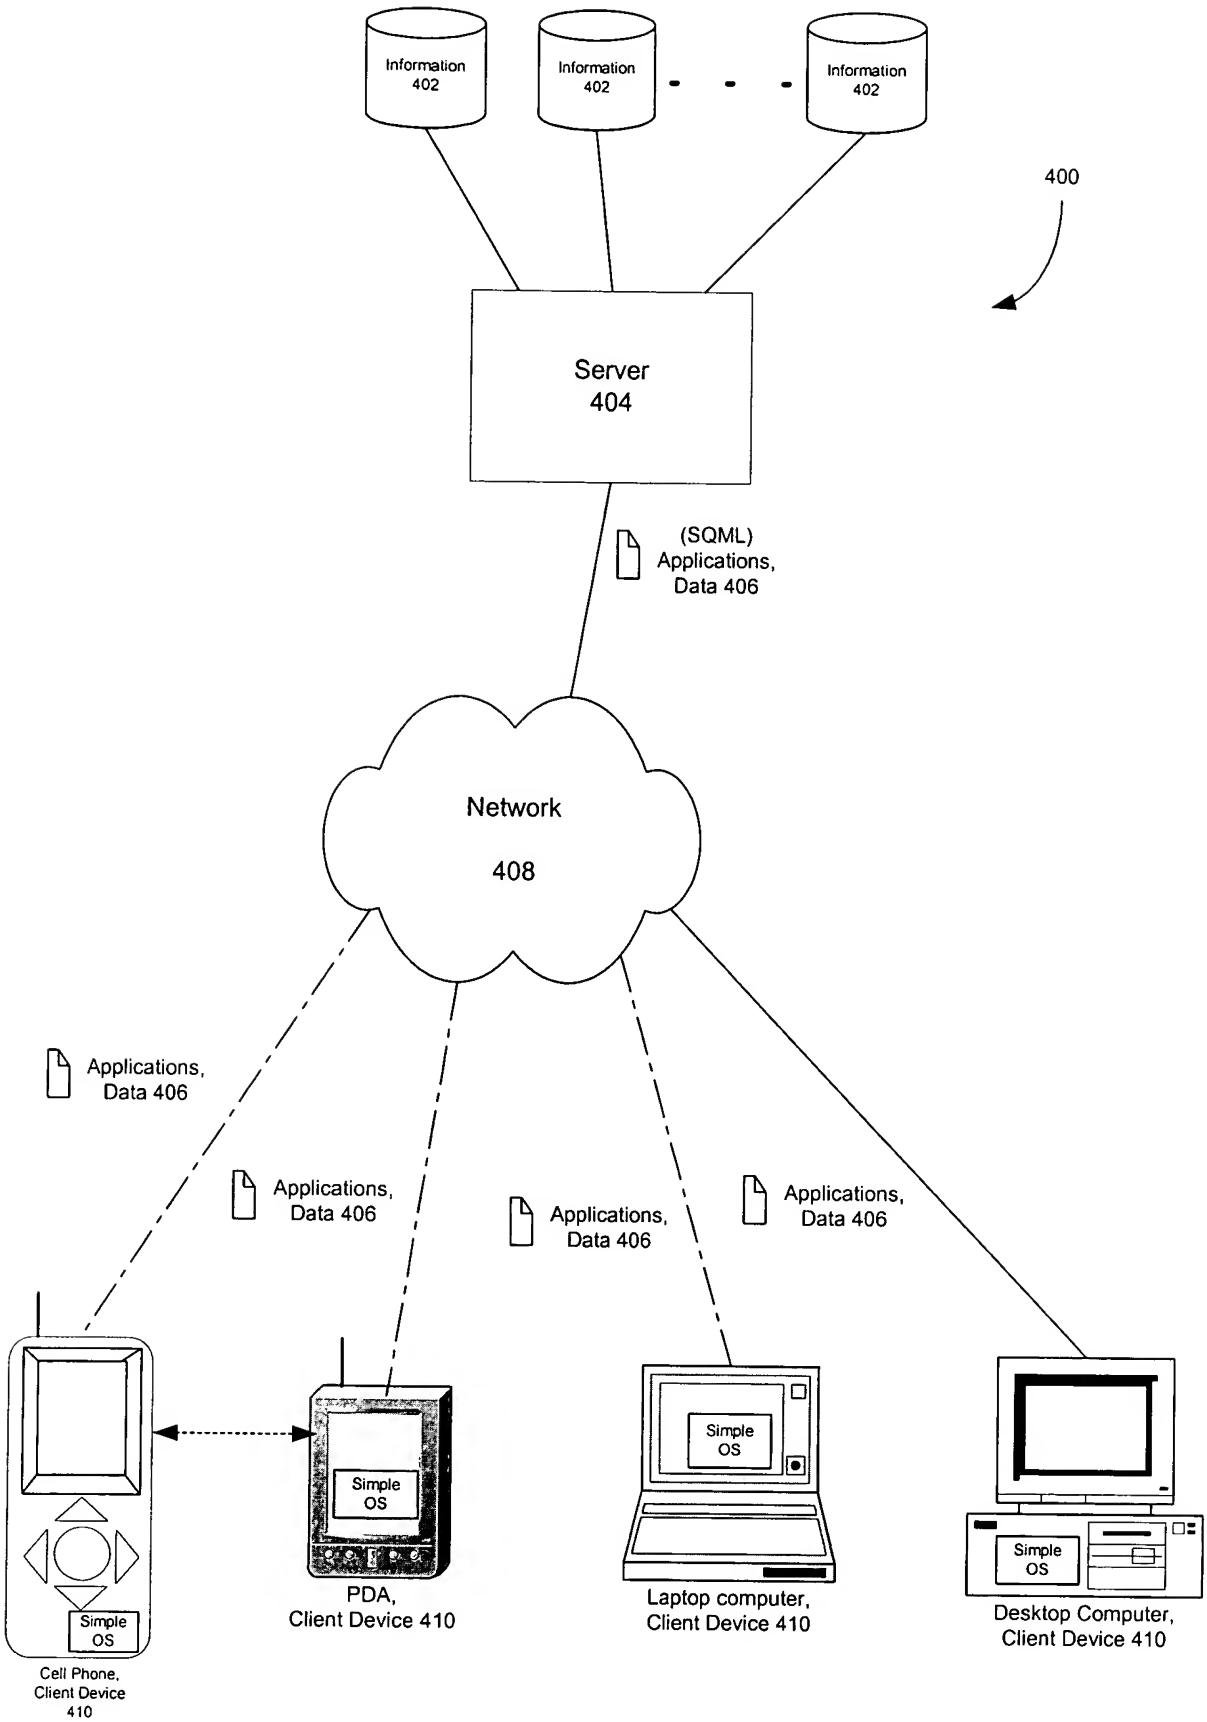 Information
402
Information
402
Information
402
400
Server
404
(SQML)
Applications,
Data 406
Network
408
Applications,
Data 406
Applications,
Data 406
Applications,
Data 406
Applications,
Data 406
Simple
OS
Cell Phone,
Client Device
410
Simple
OS
PDA,
Client Device 410
Simple
OS
Laptop computer,
Client Device 410
Simple
OS
Desktop Computer,
Client Device 410